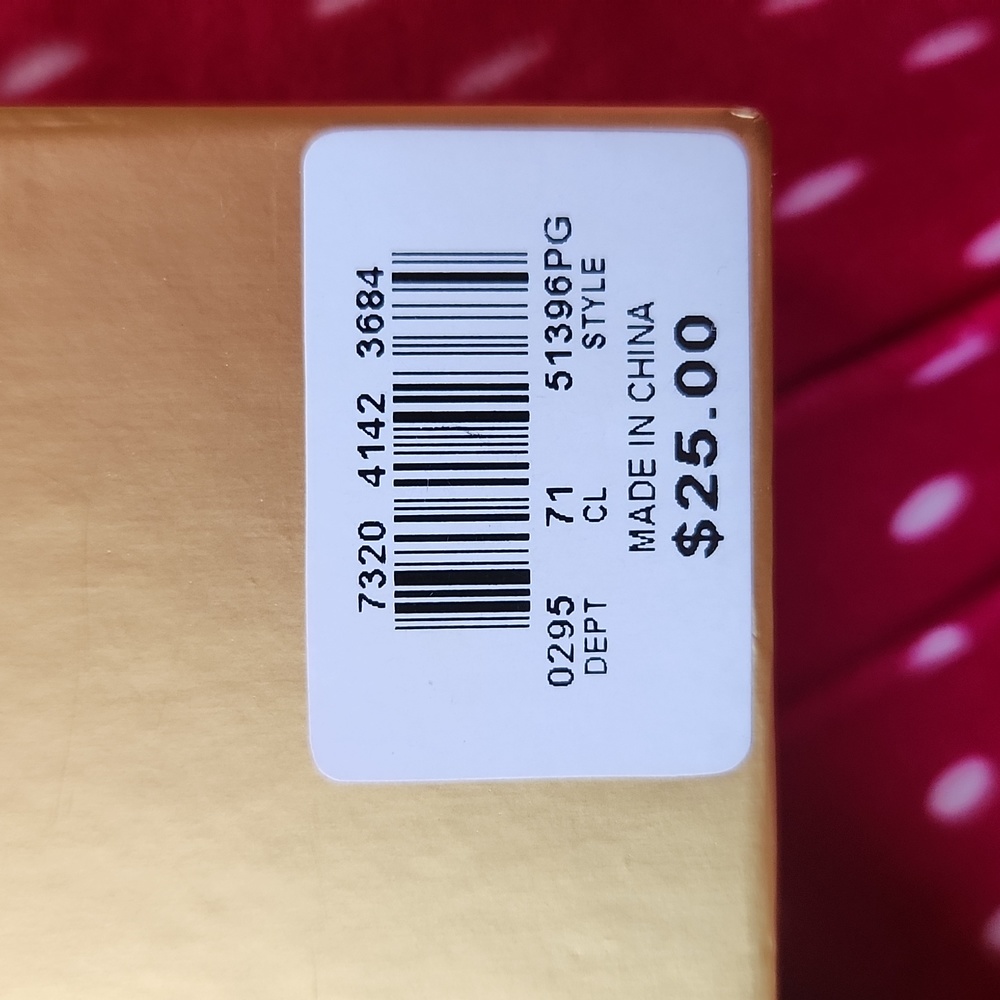 7320 4142 3684
0295 71 51396PG
DEPT CL STYLE
MADE IN CHINA
$25.00